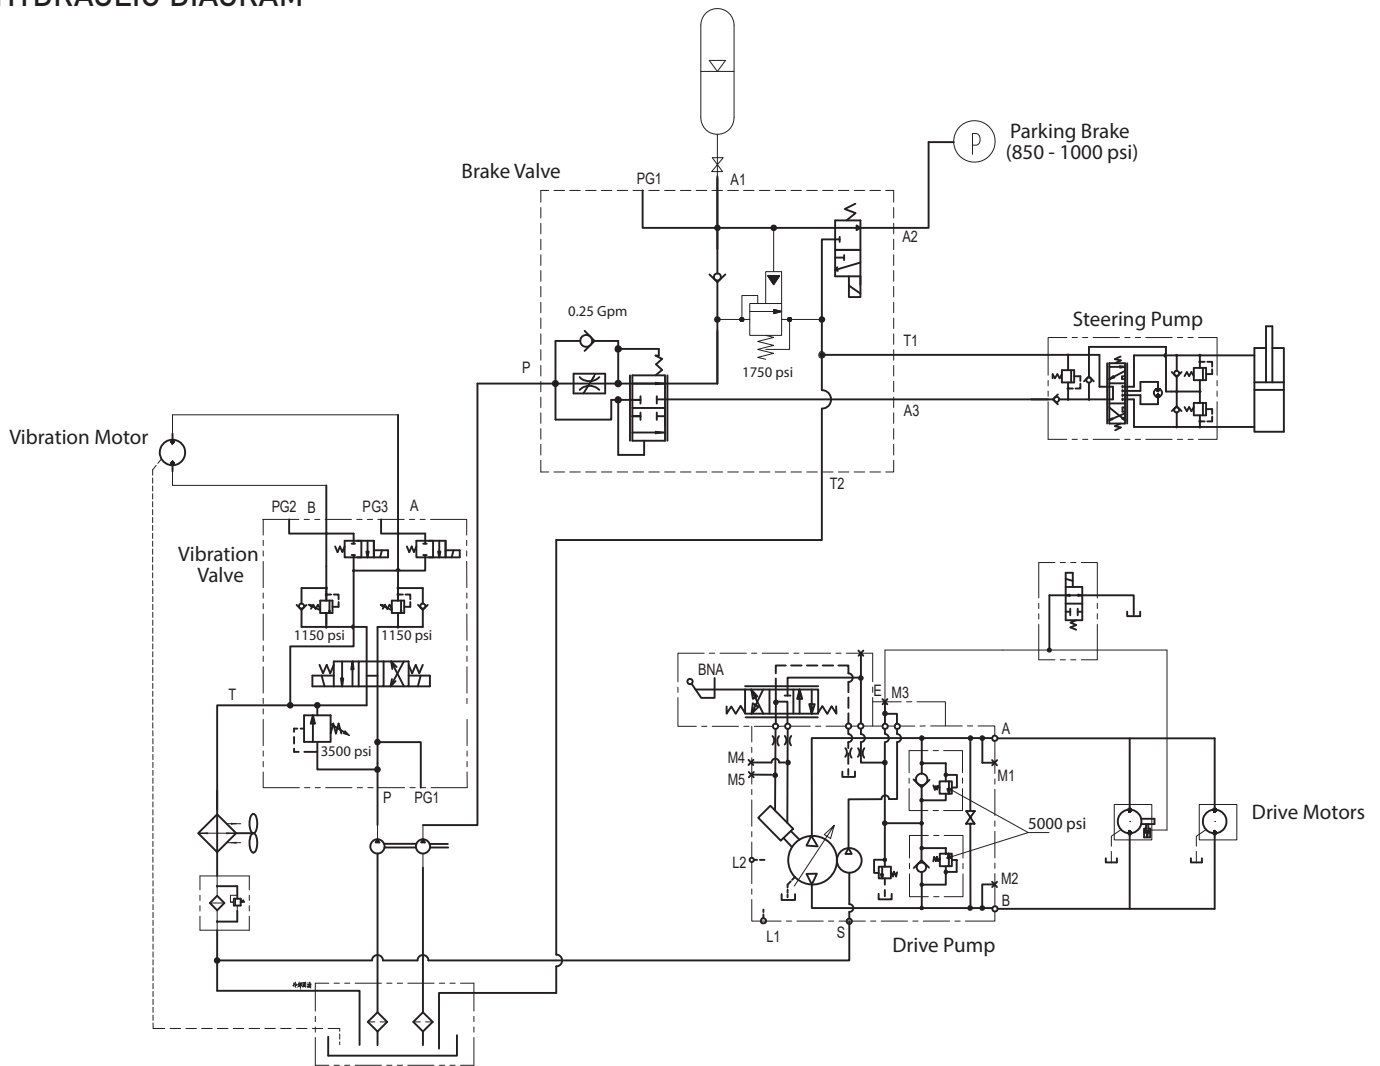 HYDRAULIC DIAGRAM
P
Parking Brake
(850 - 1000 psi)
Brake Valve
PG1
A1
A2
0.25 Gpm
P
1750 psi
T1
Steering Pump
A3
T2
Vibration Motor
PG2
B
PG3
A
Vibration
Valve
1150 psi
1150 psi
T
3500 psi
P
PG1
BNA
E
M3
A
M4
M5
M1
5000 psi
Drive Motors
L2
M2
B
L1
S
Drive Pump